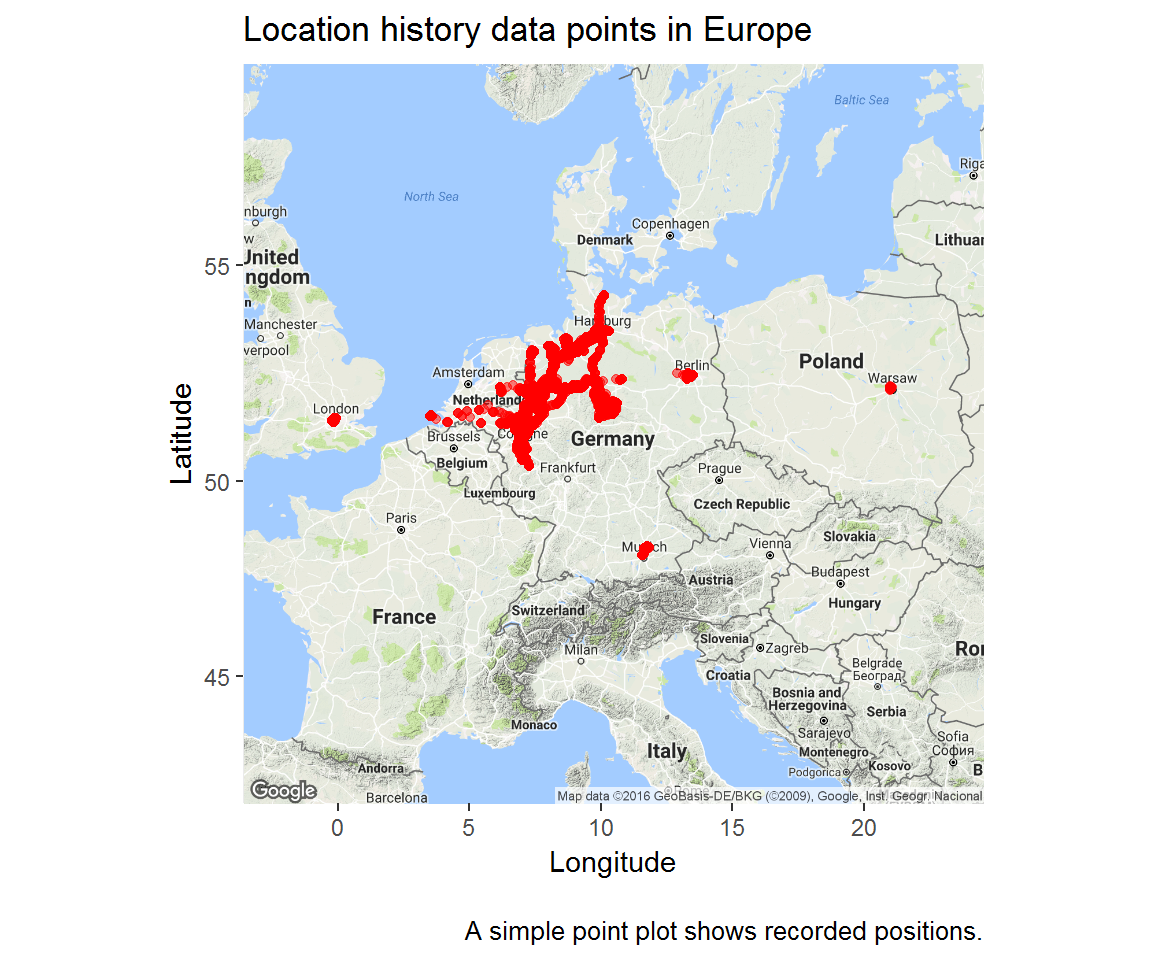 Location history data points in Europe
Baltic Sea
Riga
North Sea
nburgh
w
Copenhagen
Denmark
Lithuar
United
ngdom
55
n
Manchester
verpool
Hamburg
Berlin
Poland
Amsterdam
Warsaw
Netherlands
London
Cologne
Brussels
Germany
Belgium
Frankfurt
Prague
50
Luxembourg
Czech Republic
Paris
Slovakia
Munich
Vienna
Budapest
Austria
Hungary
France
Switzerland
Slovenia
Zagreb
Milan
Ror
Belgrade
Београд
45
Croatia
Bosnia and
Herzegovina
Serbia
Monaco
Sarajevo
Sofia
София
Italy
Montenegro
Andorra
Kosovo
B
Podgorica
Google
Barcelona
Map data ©2016 GeoBasis-DE/BKG (©2009), Google, Inst. Geogr. Nacional
0
5
10
15
20
Latitude
Longitude
A simple point plot shows recorded positions.